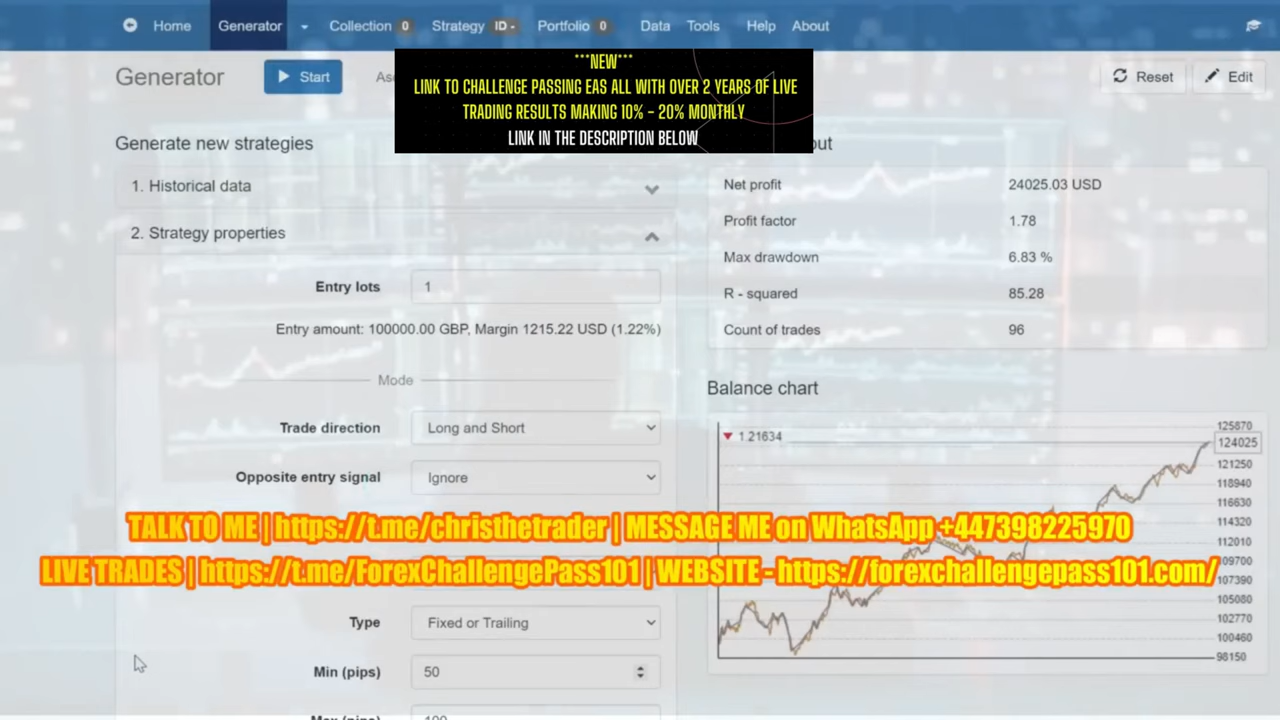 Home Generator Collection 0 Strategy ID - Portfolio 0 Data Tools Help About
***NEW***
LINK TO CHALLENGE PASSING EAS ALL WITH OVER 2 YEARS OF LIVE
TRADING RESULTS MAKING 10% - 20% MONTHLY
LINK IN THE DESCRIPTION BELOW
Generator Start
Reset Edit
Generate new strategies
1. Historical data
2. Strategy properties
Entry lots 1
Entry amount: 100000.00 GBP, Margin 1215.22 USD (1.22%)
Mode
Trade direction Long and Short
Opposite entry signal Ignore
Net profit 24025.03 USD
Profit factor 1.78
Max drawdown 6.83 %
R - squared 85.28
Count of trades 96
Balance chart
1.21634
125870
124025
121250
118940
116630
114320
112010
109700
107390
105080
102770
100460
98150
TALK TO ME | https://t.me/christhetrader | MESSAGE ME on WhatsApp +447398225970
LIVE TRADES | https://t.me/ForexChallengePass101 | WEBSITE - https://forexchallengepass101.com/
Type Fixed or Trailing
Min (pips) 50